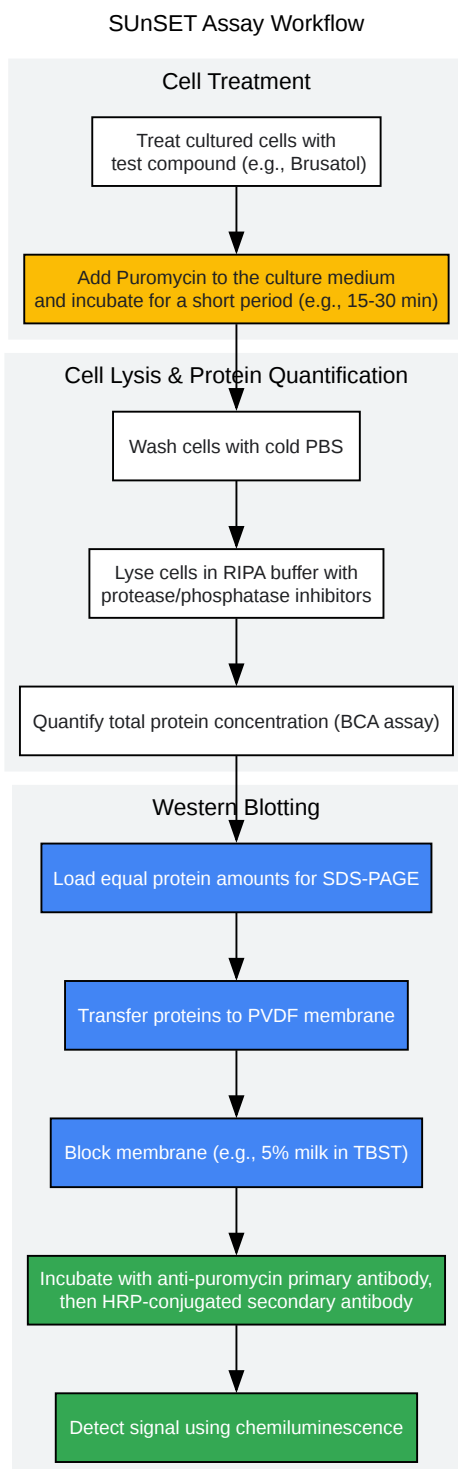 SUnSET Assay Workflow
Cell Treatment
Treat cultured cells with
test compound (e.g., Brusatol)
Add Puromycin to the culture medium
and incubate for a short period (e.g., 15-30 min)
Cell Lysis & Protein Quantification
Wash cells with cold PBS
Lyse cells in RIPA buffer with
protease/phosphatase inhibitors
Quantify total protein concentration (BCA assay)
Western Blotting
Load equal protein amounts for SDS-PAGE
Transfer proteins to PVDF membrane
Block membrane (e.g., 5% milk in TBST)
Incubate with anti-puromycin primary antibody,
then HRP-conjugated secondary antibody
Detect signal using chemiluminescence